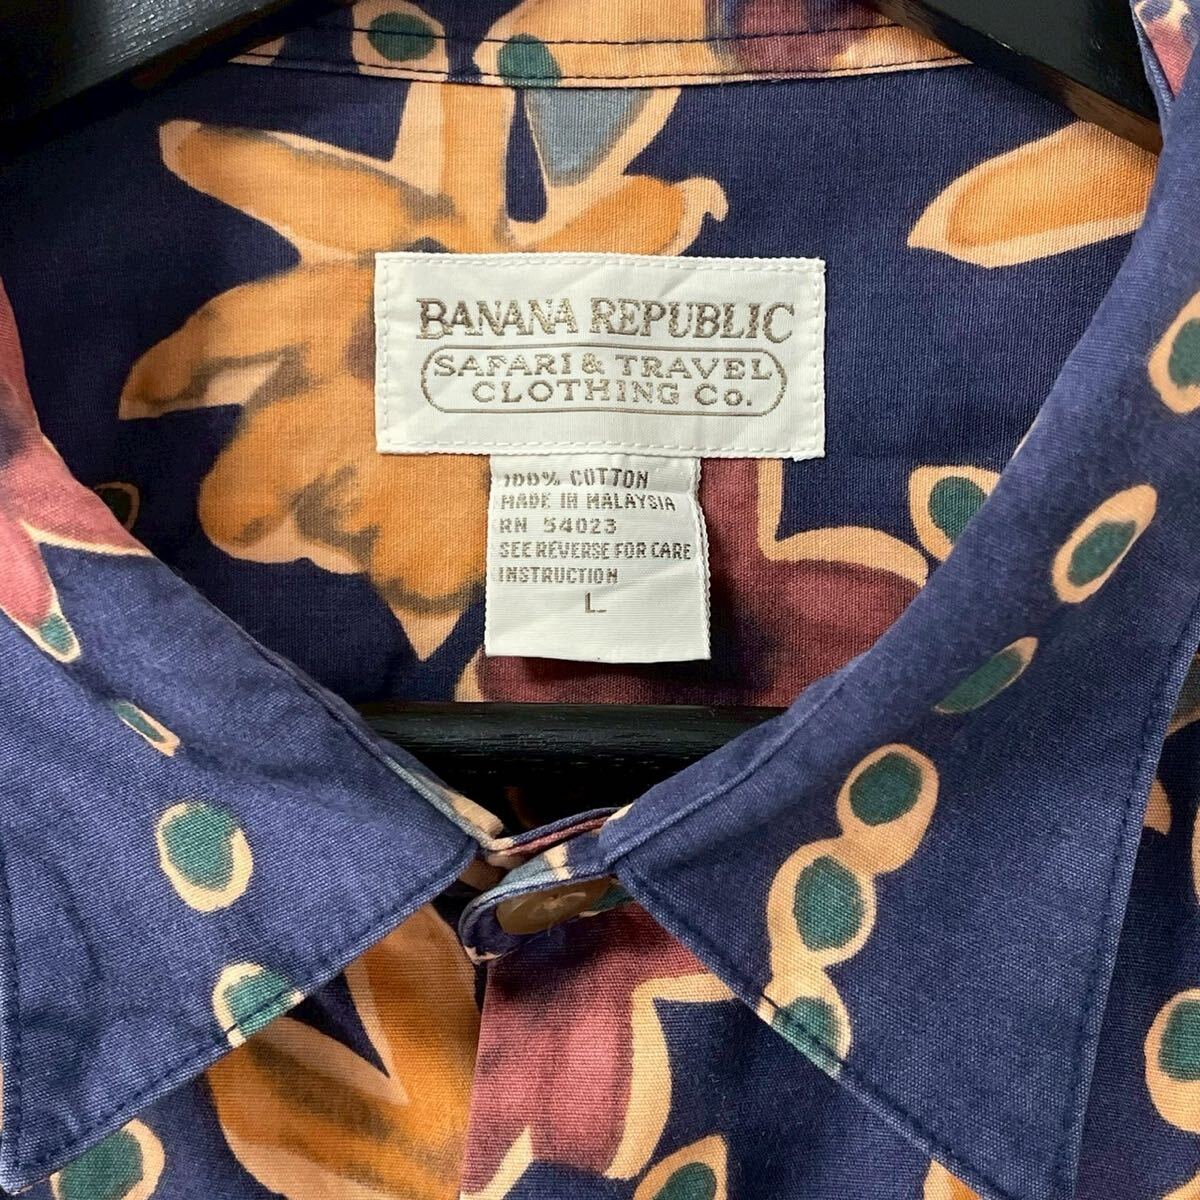 BANANA REPUBLIC
SAFARI & TRAVEL
CLOTHING Co.
100% COTTON
MADE IN MALAYSIA
RN 54023
SEE REVERSE FOR CARE
INSTRUCTION
L